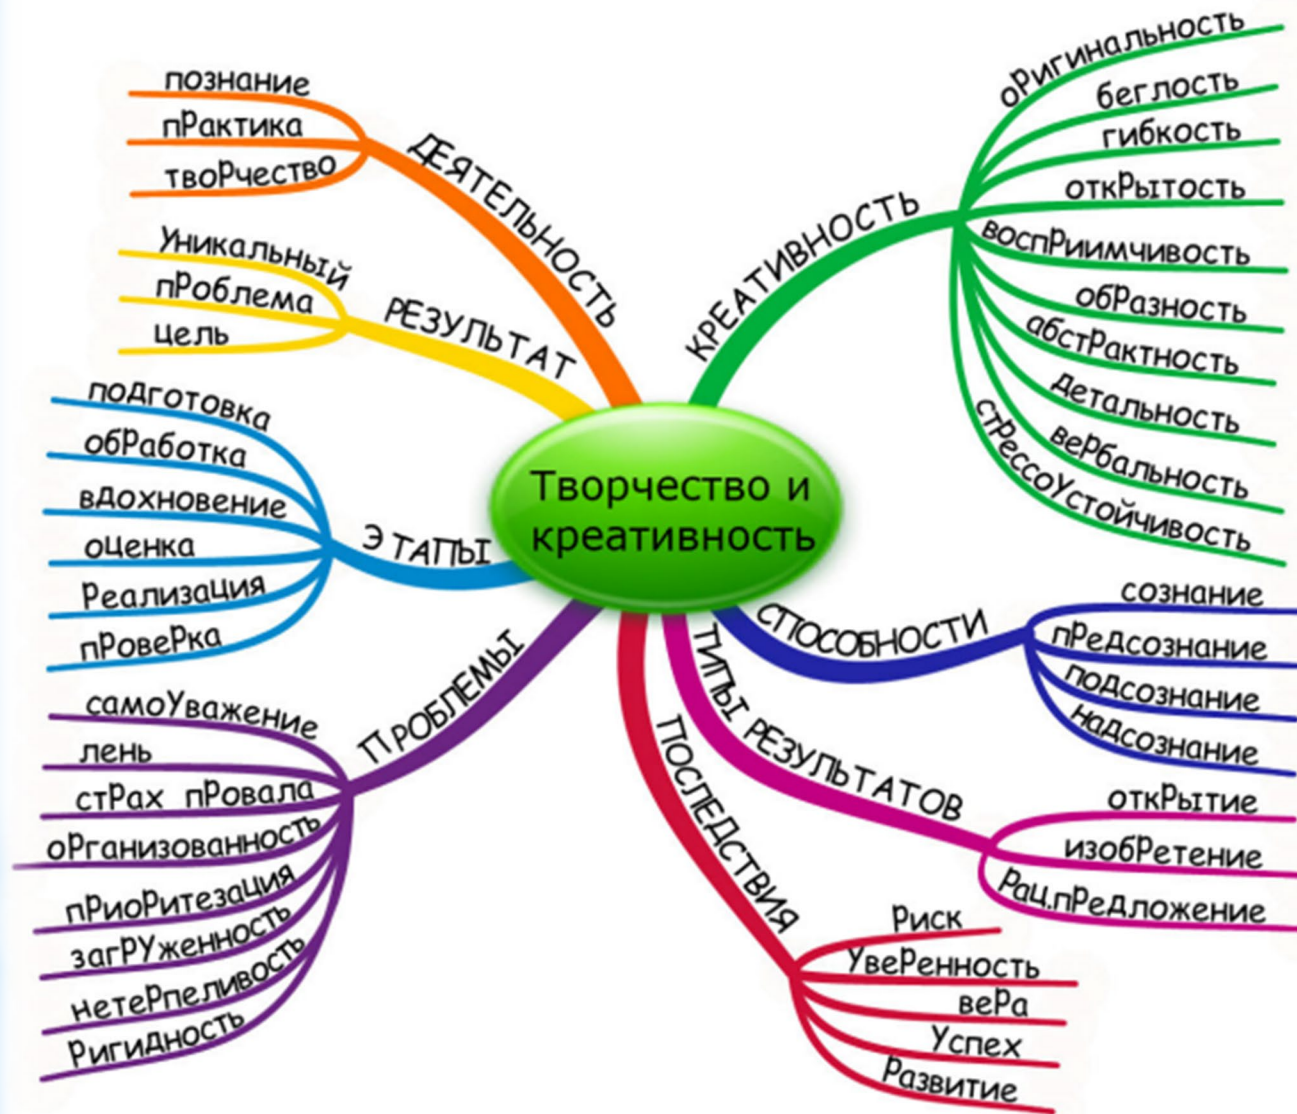 Творчество и
креативность
ДЕЯТЕЛЬНОСТЬ
познание
пРактика
твоРчество
РЕЗУЛЬТАТ
Уникальный
пРоблема
цель
ЭТАПЫ
подготовка
обРаботка
вдохновение
оценка
Реализация
пРовеРка
ПРОБЛЕМЫ
самоУважение
лень
стРах пРовала
оРганизованность
пРиоРитезация
загРУженность
нетеРпеливость
Ригидность
КРЕАТИВНОСТЬ
оРигинальность
беглость
гибкость
откРытость
воспРиимчивость
обРазность
абстРактность
детальность
веРбальность
стРессоУстойчивость
СПОСОБНОСТИ
сознание
пРедсознание
подсознание
надсознание
ТИПЫ РЕЗУЛЬТАТОВ
откРытие
изобРетение
Рац.пРедложение
ПОСЛЕДСТВИЯ
Риск
УвеРенность
веРа
Успех
Развитие